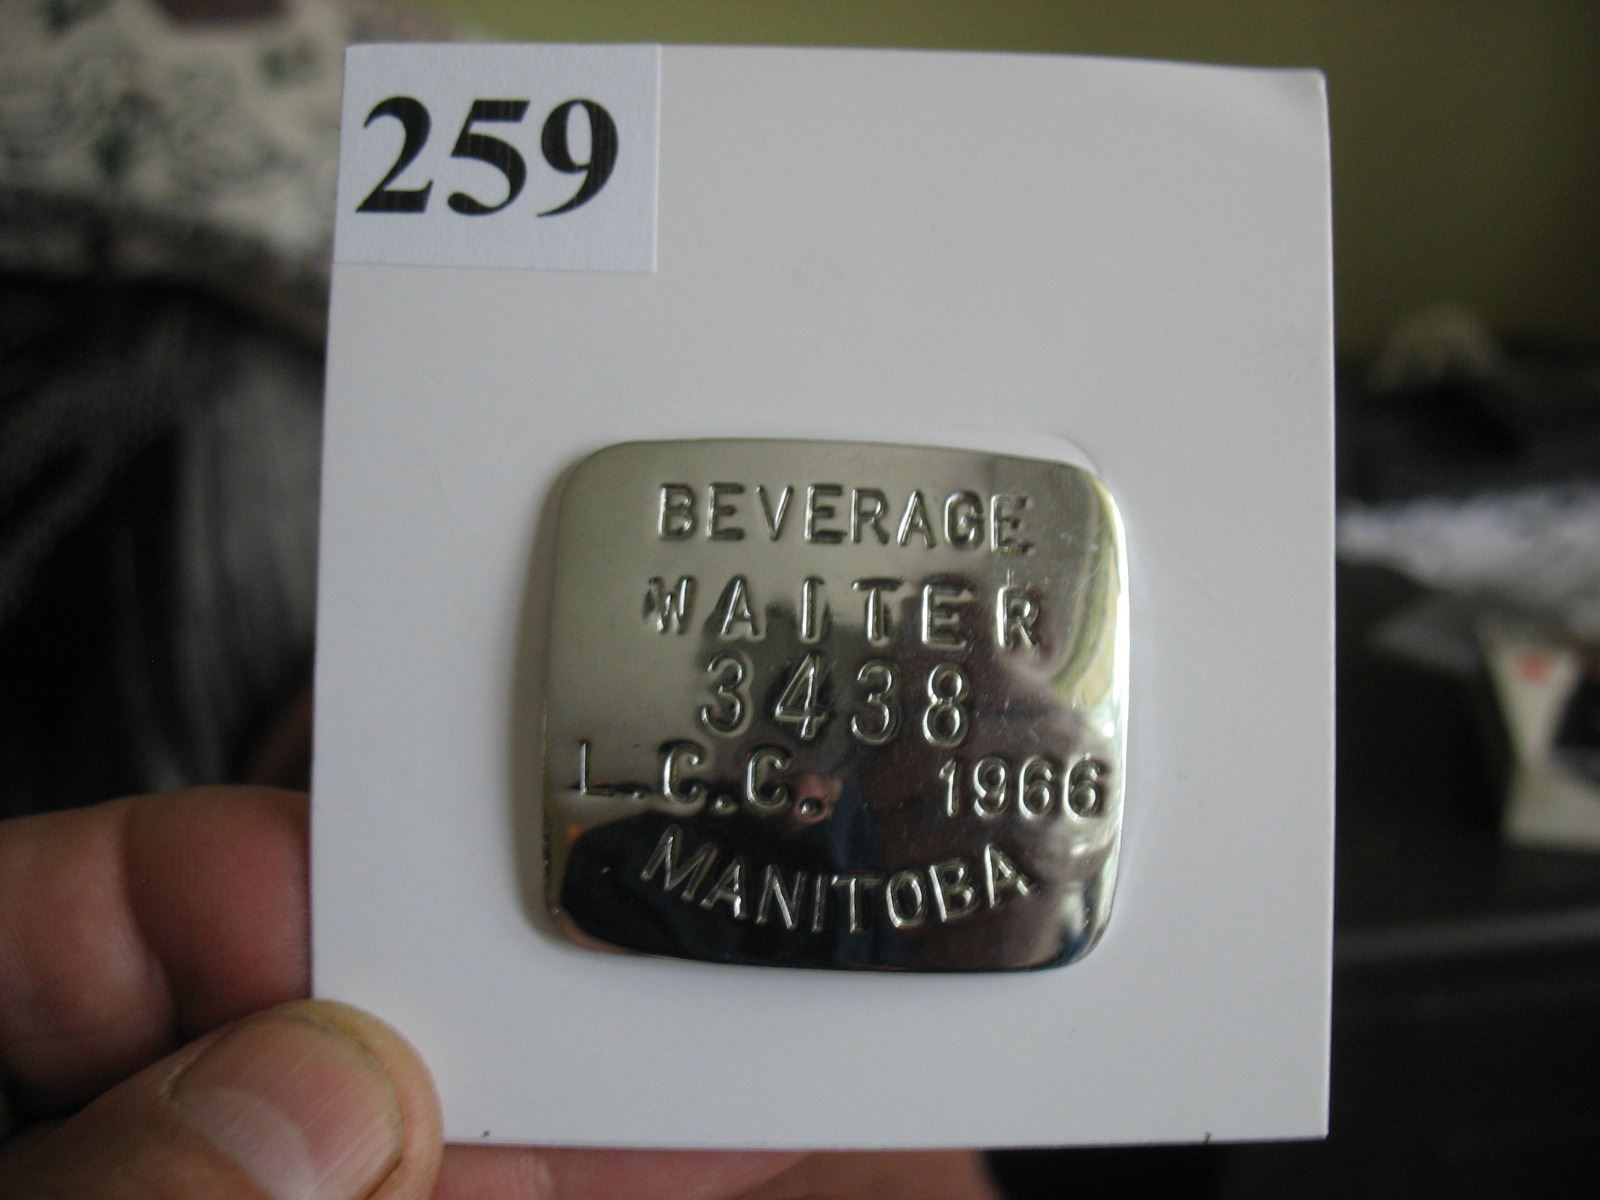 259
BEVERAGE
WAITER
3438
L.C.C. 1966
MANITOBA